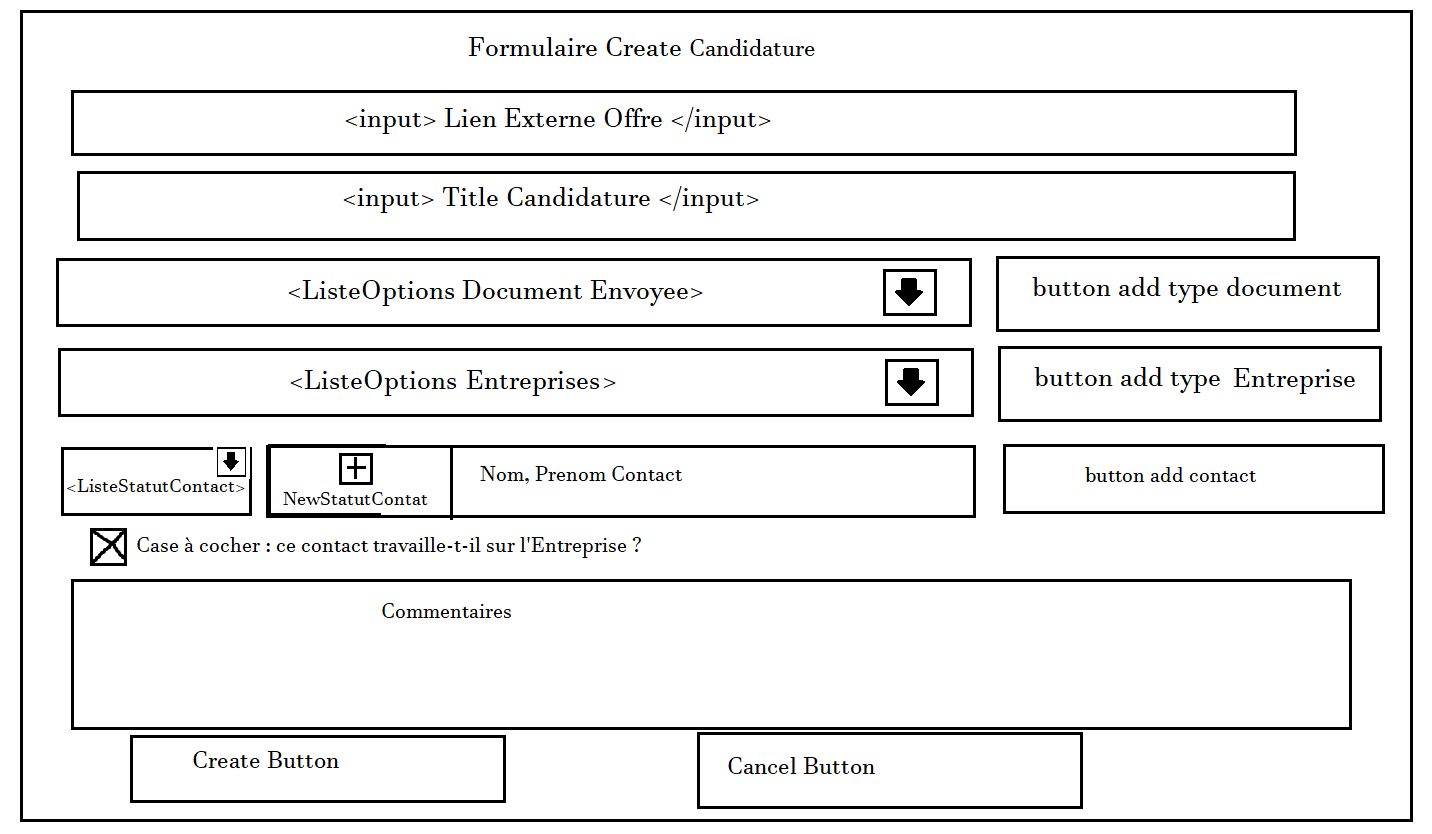 Formulaire Create Candidature
<input> Lien Externe Offre </input>
<input> Title Candidature </input>
<ListeOptions Document Envoyee>
button add type document
<ListeOptions Entreprises>
button add type Entreprise
<ListeStatutContact>
NewStatutContat
Nom, Prenom Contact
button add contact
Case à cocher : ce contact travaille-t-il sur l'Entreprise ?
Commentaires
Create Button
Cancel Button